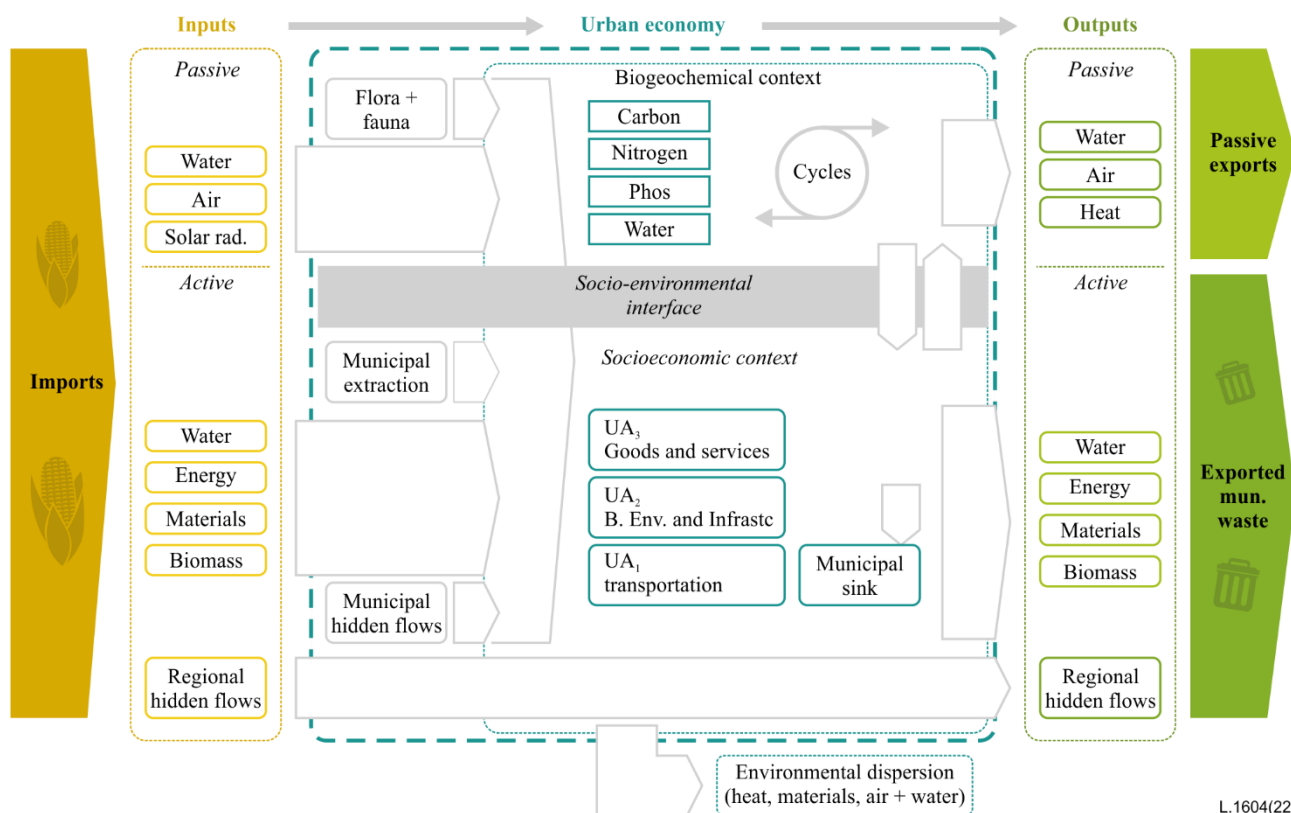 Inputs
Urban economy
Outputs
Passive
Biogeochemical context
Passive
Flora +
fauna
Carbon
Nitrogen
Phos
Water
Cycles
Water
Air
Solar rad.
Water
Air
Heat
Passive
exports
Active
Socio-environmental
interface
Active
Imports
Municipal
extraction
Socioeconomic context
Water
Energy
Materials
Biomass
UA3
Goods and services
UA2
B. Env. and Infrastc
UA1
transportation
Municipal
sink
Water
Energy
Materials
Biomass
Exported
mun.
waste
Municipal
hidden flows
Regional
hidden flows
Regional
hidden flows
Environmental dispersion
(heat, materials, air + water)
L.1604(22